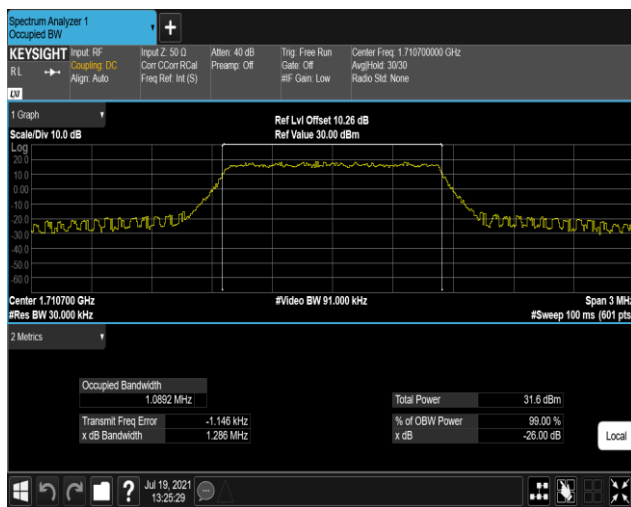 Spectrum Analyzer 1
Occupied BW
+
KEYSIGHT Input: RF Input Z: 50 Ω Atten: 40 dB Trig: Free Run Center Freq: 1.710700000 GHz
RL Coupling: DC Corr CCorr RCal Preamp: Off Gate: Off Avg|Hold: 30/30
Align: Auto Freq Ref: Int (S) #IF Gain: Low Radio Std: None
LXI
1 Graph
Ref Lvl Offset 10.26 dB
Scale/Div 10.0 dB Ref Value 30.00 dBm
Log
20.0
10.0
0.00
-10.0
-20.0
-30.0
-40.0
-50.0
-60.0
Center 1.710700 GHz #Video BW 91.000 kHz Span 3 MHz
#Res BW 30.000 kHz #Sweep 100 ms (601 pts
2 Metrics
Occupied Bandwidth
1.0892 MHz Total Power 31.6 dBm
Transmit Freq Error -1.146 kHz % of OBW Power 99.00 %
x dB Bandwidth 1.286 MHz x dB -26.00 dB
Local
? Jul 19, 2021
13:25:29